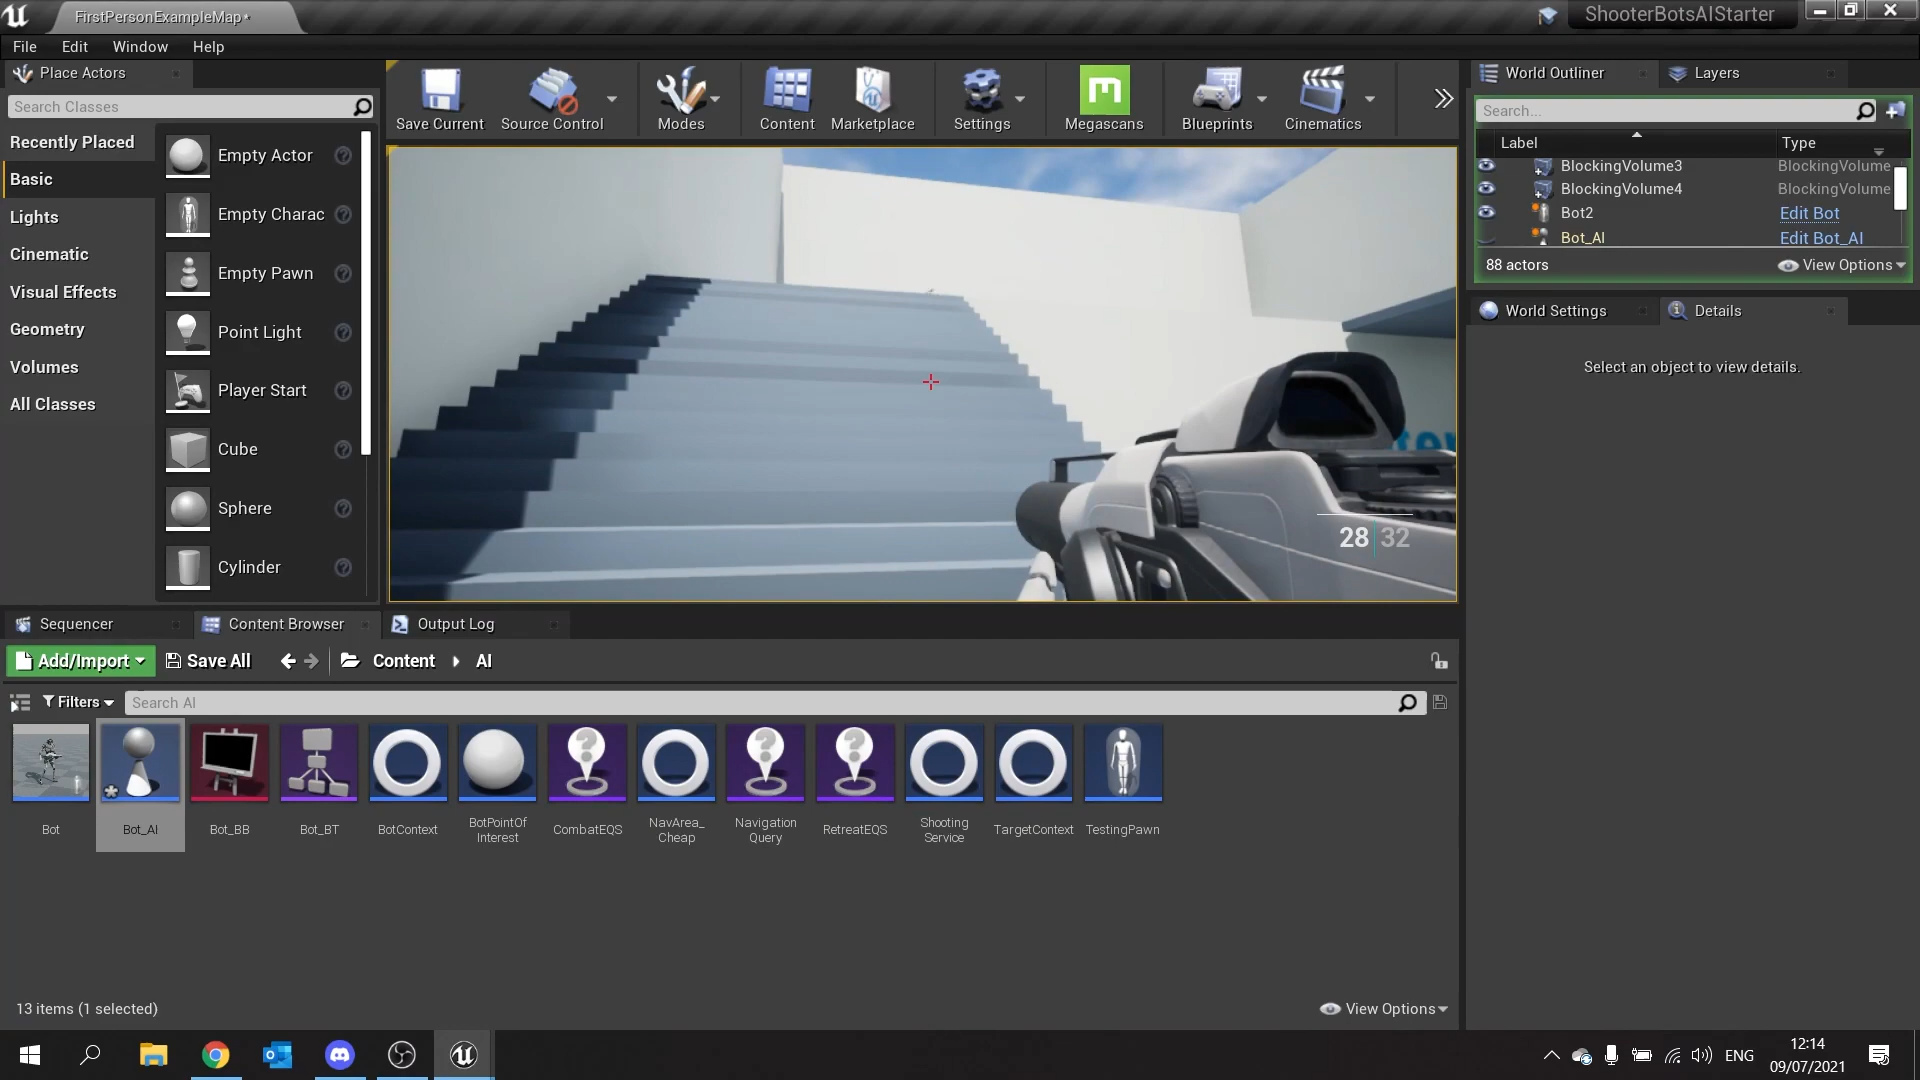 FirstPersonExampleMap*
ShooterBotsAIStarter
File
Edit
Window
Help
Place Actors
Search Classes
Recently Placed
Basic
Lights
Cinematic
Visual Effects
Geometry
Volumes
All Classes
Empty Actor
Empty Charac
Empty Pawn
Point Light
Player Start
Cube
Sphere
Cylinder
Save Current
Source Control
Modes
Content
Marketplace
Settings
Megascans
Blueprints
Cinematics
28 32
World Outliner
Layers
Search...
Label
Type
BlockingVolume3
BlockingVolume
BlockingVolume4
BlockingVolume
Bot2
Edit Bot
Bot_AI
Edit Bot_AI
88 actors
View Options
World Settings
Details
Select an object to view details.
Sequencer
Content Browser
Output Log
Add/Import
Save All
Content
AI
Filters
Search AI
Bot
Bot_AI
Bot_BB
Bot_BT
BotContext
BotPointOf
Interest
CombatEQS
NavArea_
Cheap
Navigation
Query
RetreatEQS
Shooting
Service
TargetContext
TestingPawn
13 items (1 selected)
View Options
ENG
12:14
09/07/2021